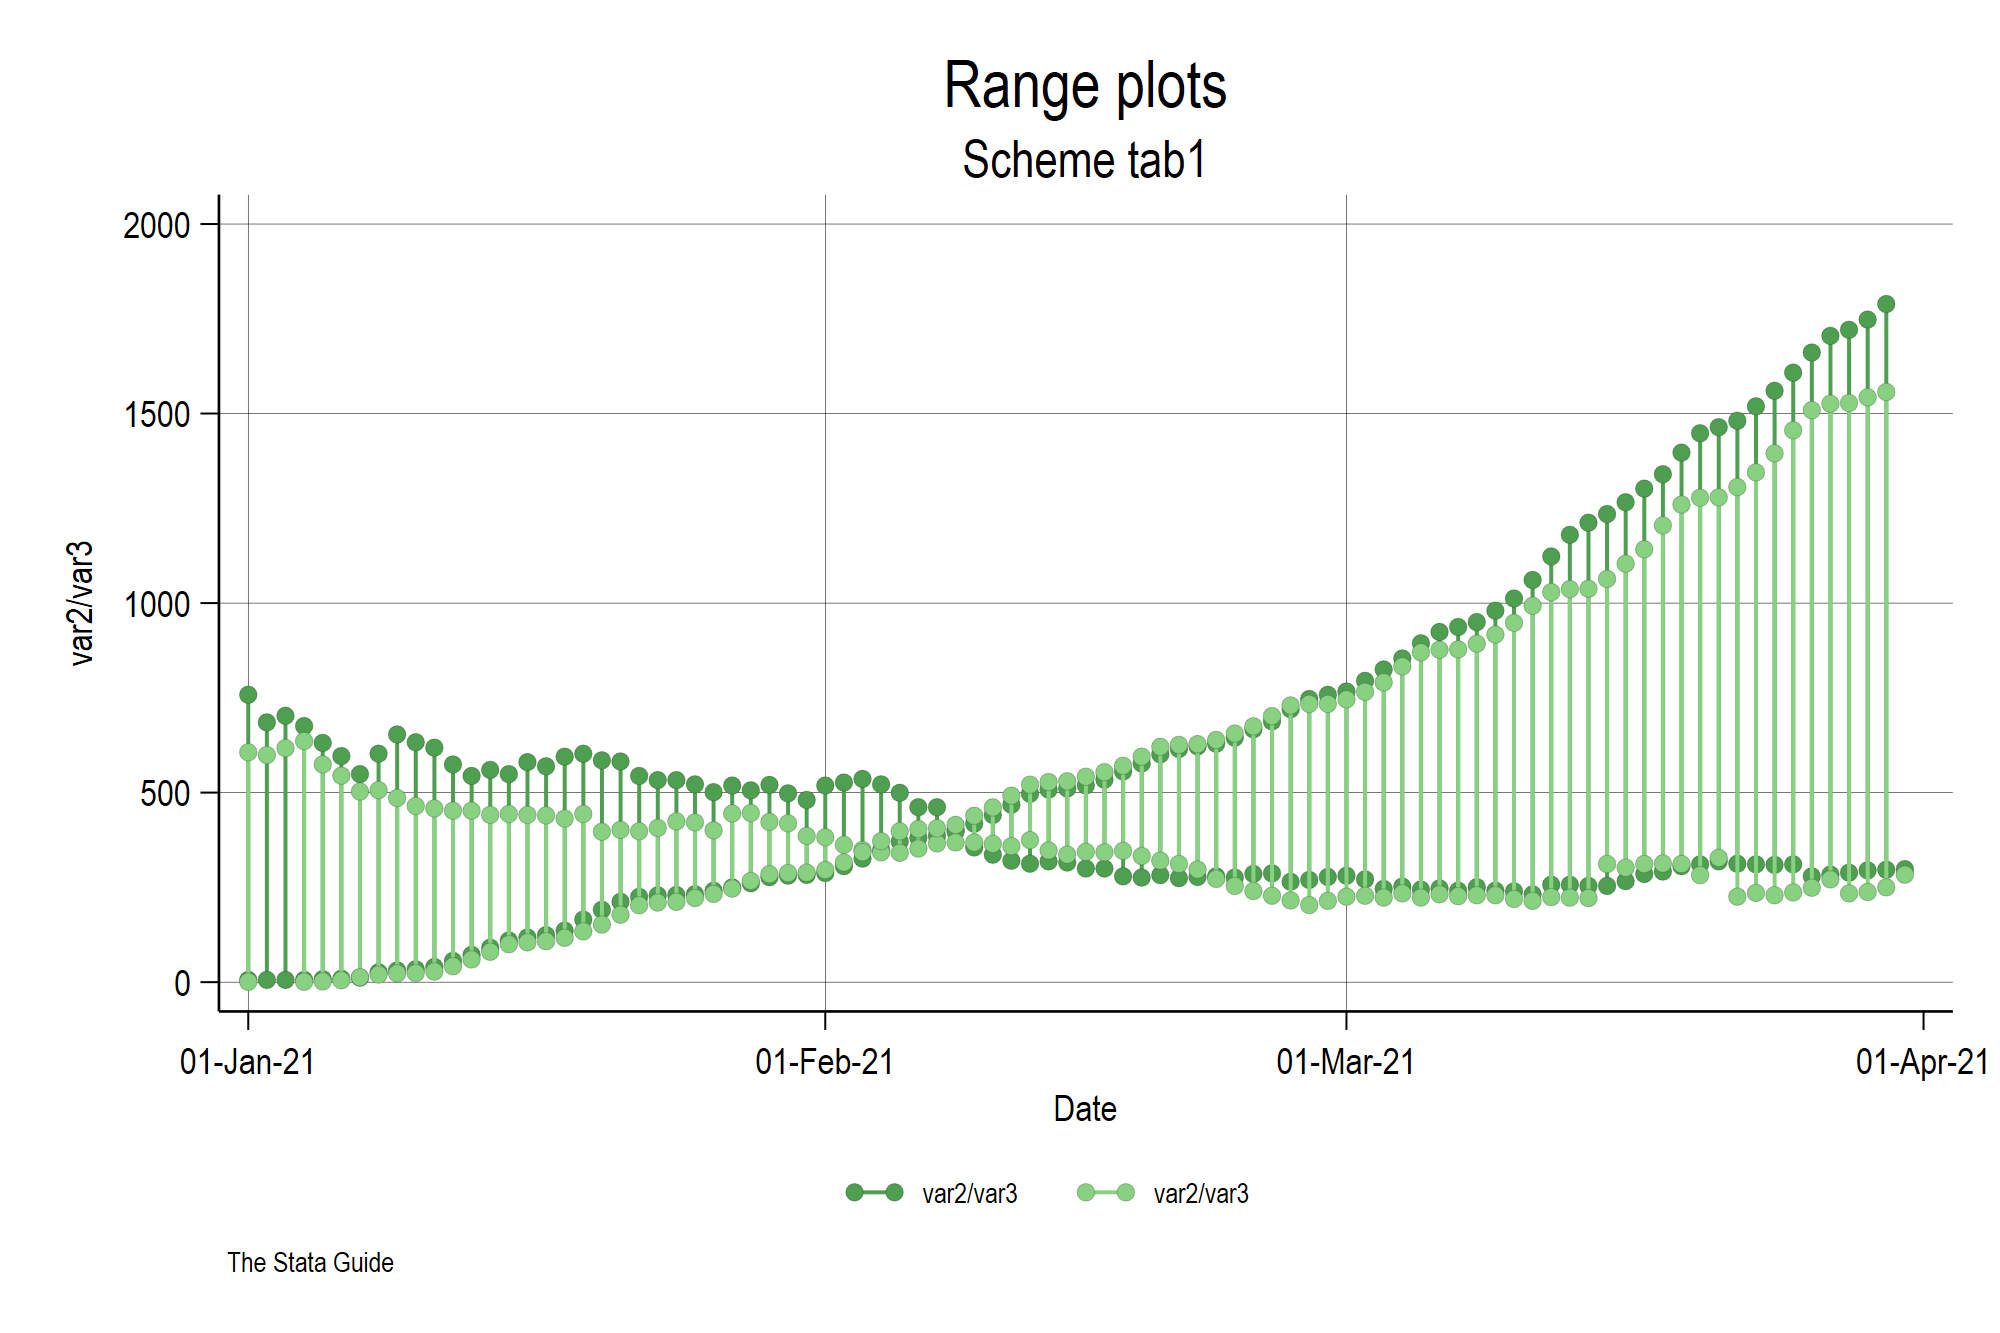 Range plots
Scheme tab1
var2/var3
2000
1500
1000
500
0
01-Jan-21
01-Feb-21
01-Mar-21
01-Apr-21
Date
var2/var3
var2/var3
The Stata Guide